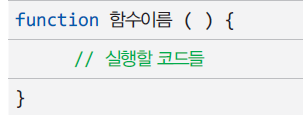 function 함수이름 ( ) {
// 실행할 코드들
}